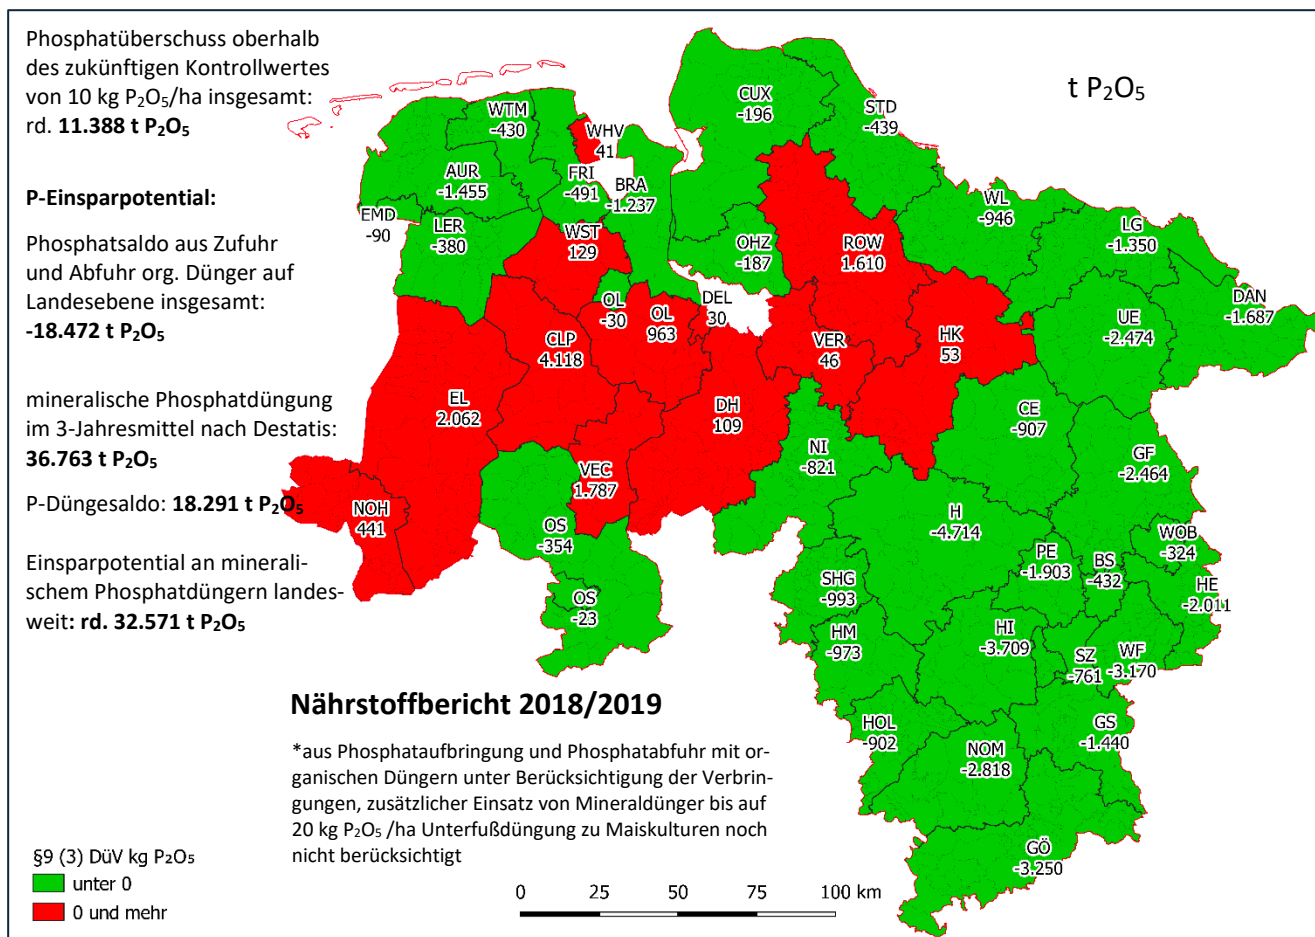 Phosphatüberschuss oberhalb
des zukünftigen Kontrollwertes
von 10 kg P₂O₅/ha insgesamt:
rd. 11.388 t P₂O₅
P-Einsparpotential:
Phosphatsaldo aus Zufuhr
und Abfuhr org. Dünger auf
Landesebene insgesamt:
-18.472 t P₂O₅
mineralische Phosphatdüngung
im 3-Jahresmittel nach Destatis:
36.763 t P₂O₅
P-Düngesaldo: 18.291 t P₂O₅
Einsparpotential an minerali-
schem Phosphatdüngern landes-
weit: rd. 32.571 t P₂O₅
t P₂O₅
CUX
-196
STD
-439
WTM
-430
WHV
41
AUR
-1.455
FRI
-491
BRA
-1.237
EMD
-90
LER
-380
WST
129
OHZ
-187
ROW
1.610
WL
-946
LG
-1.350
DAN
-1.687
UE
-2.474
OL
-30
OL
963
DEL
30
CLP
4.118
VER
46
HK
53
EL
2.062
DH
109
CE
-907
NI
-821
GF
-2.464
VEC
1.787
NOH
441
OS
-354
H
-4.714
WOB
-324
PE
-1.903
BS
-432
HE
-2.011
SHG
-993
OS
-23
HM
-973
HI
-3.709
SZ
-761
WF
-3.170
HOL
-902
NOM
-2.818
GS
-1.440
GÖ
-3.250
Nährstoffbericht 2018/2019
*aus Phosphataufbringung und Phosphatabfuhr mit or-
ganischen Düngern unter Berücksichtigung der Verbrin-
gungen, zusätzlicher Einsatz von Mineraldünger bis auf
20 kg P₂O₅ /ha Unterfußdüngung zu Maiskulturen noch
nicht berücksichtigt
§9 (3) DüV kg P₂O₅
unter 0
0 und mehr
0 25 50 75 100 km